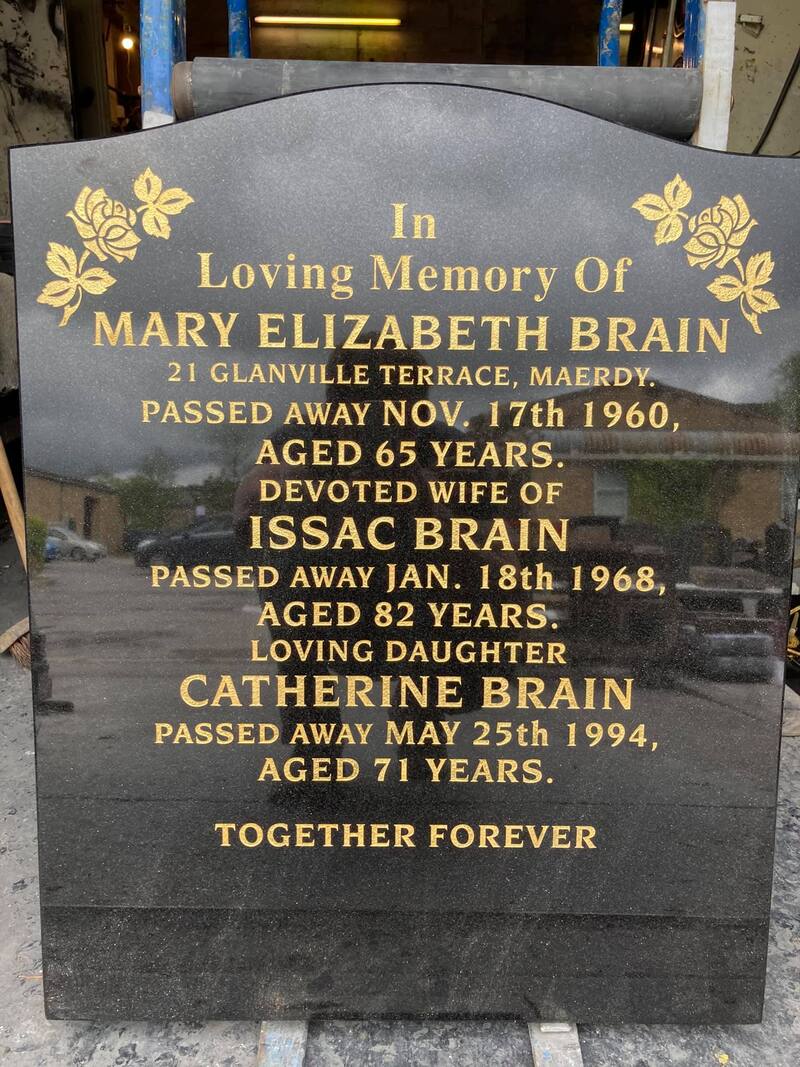 In
Loving Memory Of
MARY ELIZABETH BRAIN
21 GLANVILLE TERRACE, MAERDY.
PASSED AWAY NOV. 17th 1960,
AGED 65 YEARS.
DEVOTED WIFE OF
ISSAC BRAIN
PASSED AWAY JAN. 18th 1968,
AGED 82 YEARS.
LOVING DAUGHTER
CATHERINE BRAIN
PASSED AWAY MAY 25th 1994,
AGED 71 YEARS.
TOGETHER FOREVER